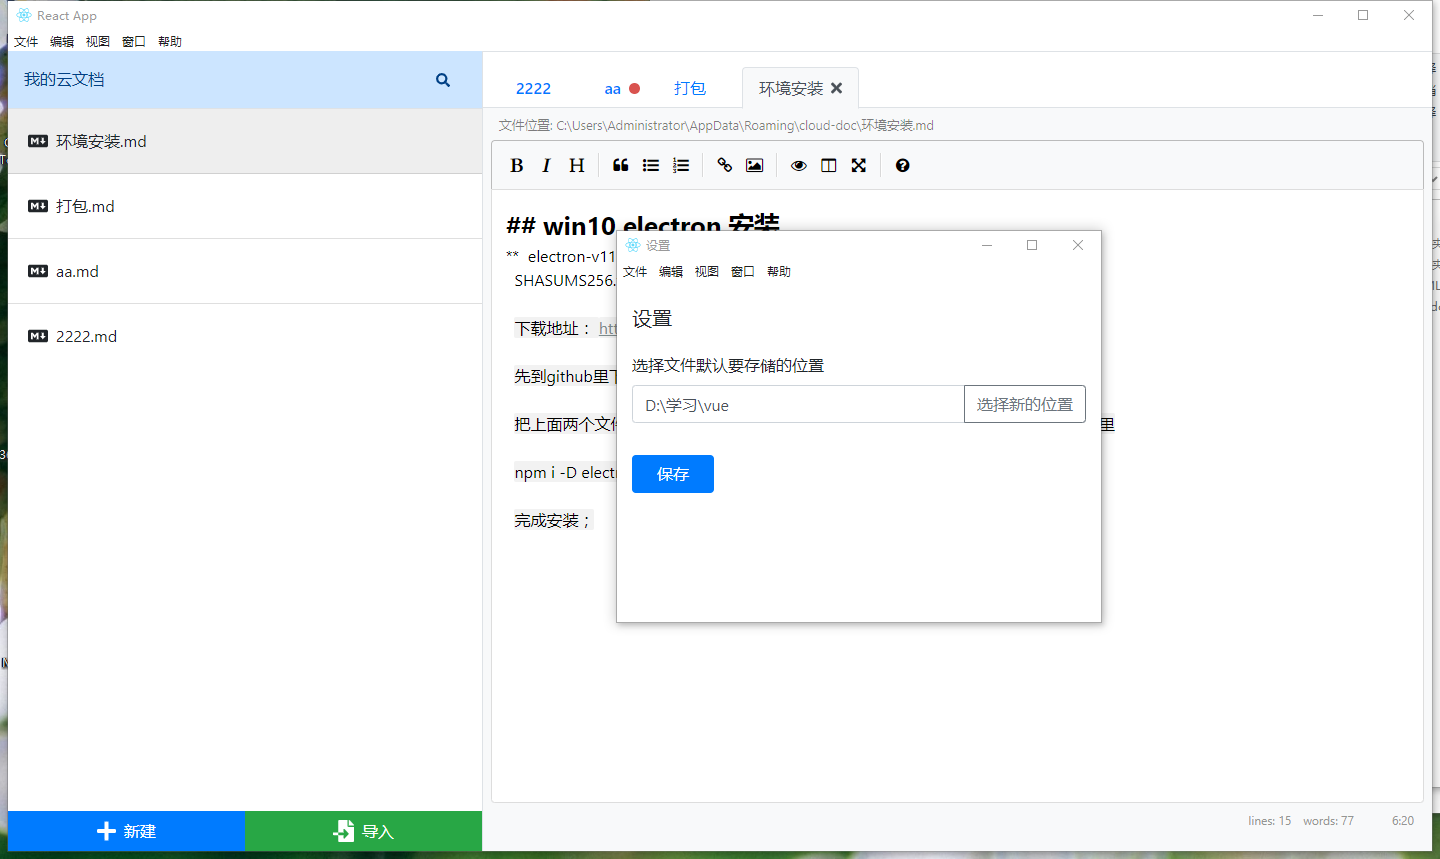 React App
文件 编辑 视图 窗口 帮助
我的云文档
环境安装.md
打包.md
aa.md
2222.md
新建
导入
2222 aa 打包 环境安装
文件位置: C:\Users\Administrator\AppData\Roaming\cloud-doc\环境安装.md
B I H
## win10 electron 安装
** electron-v11
SHASUMS256.
下载地址：
先到github里
把上面两个文 里
npm i -D elect
完成安装；
设置
文件 编辑 视图 窗口 帮助
设置
选择文件默认要存储的位置
D:\学习\vue
选择新的位置
保存
lines: 15 words: 77 6:20